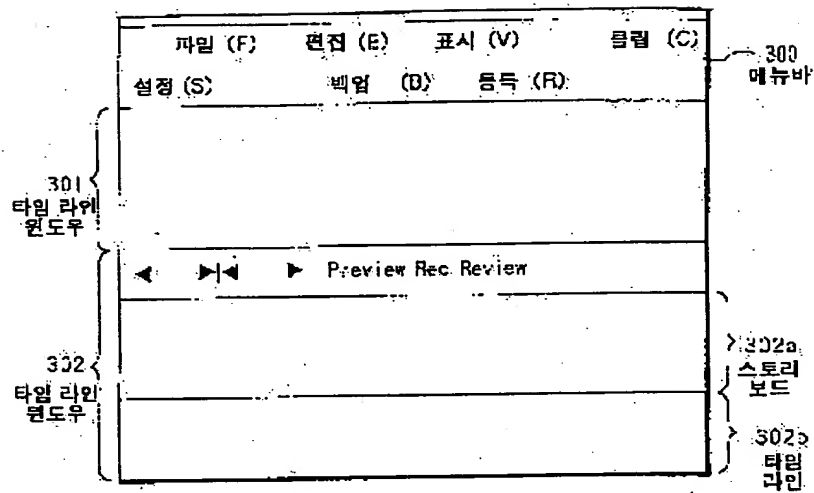 파밀 (F) 편집 (E) 표시 (V) 클립 (C)
설정 (S) 백업 (B) 등록 (R)
300
메뉴바
301
타임 라인
윈도우
Preview Rec Review
302
타임 라인
윈도우
302a
스토리
보드
302b
타임
라인